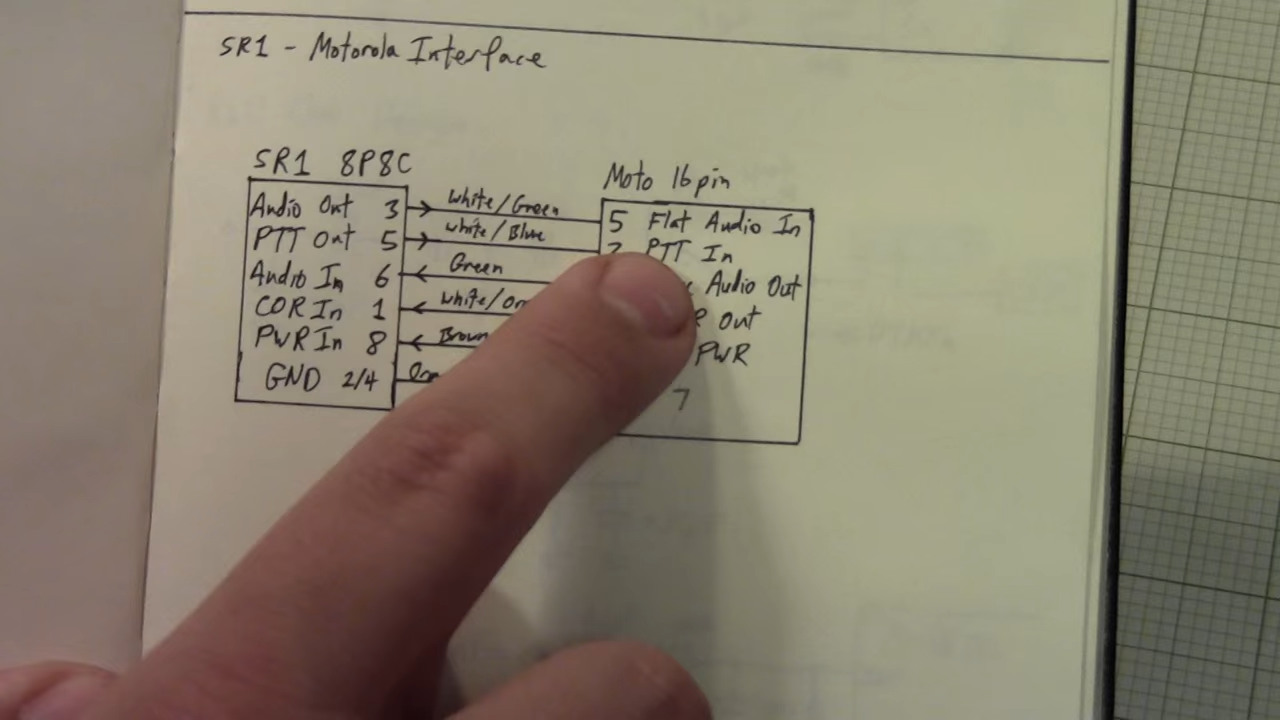 SR1 - Motorola Interface
SR1 8P8C
Moto 16pin
Audio Out 3
White/Green
5 Flat Audio In
PTT Out 5
White/Blue
PTT In
Audio In 6
Green
Audio Out
COR In 1
White/
Out
PWR In 8
Brown
PWR
GND 2/4
7